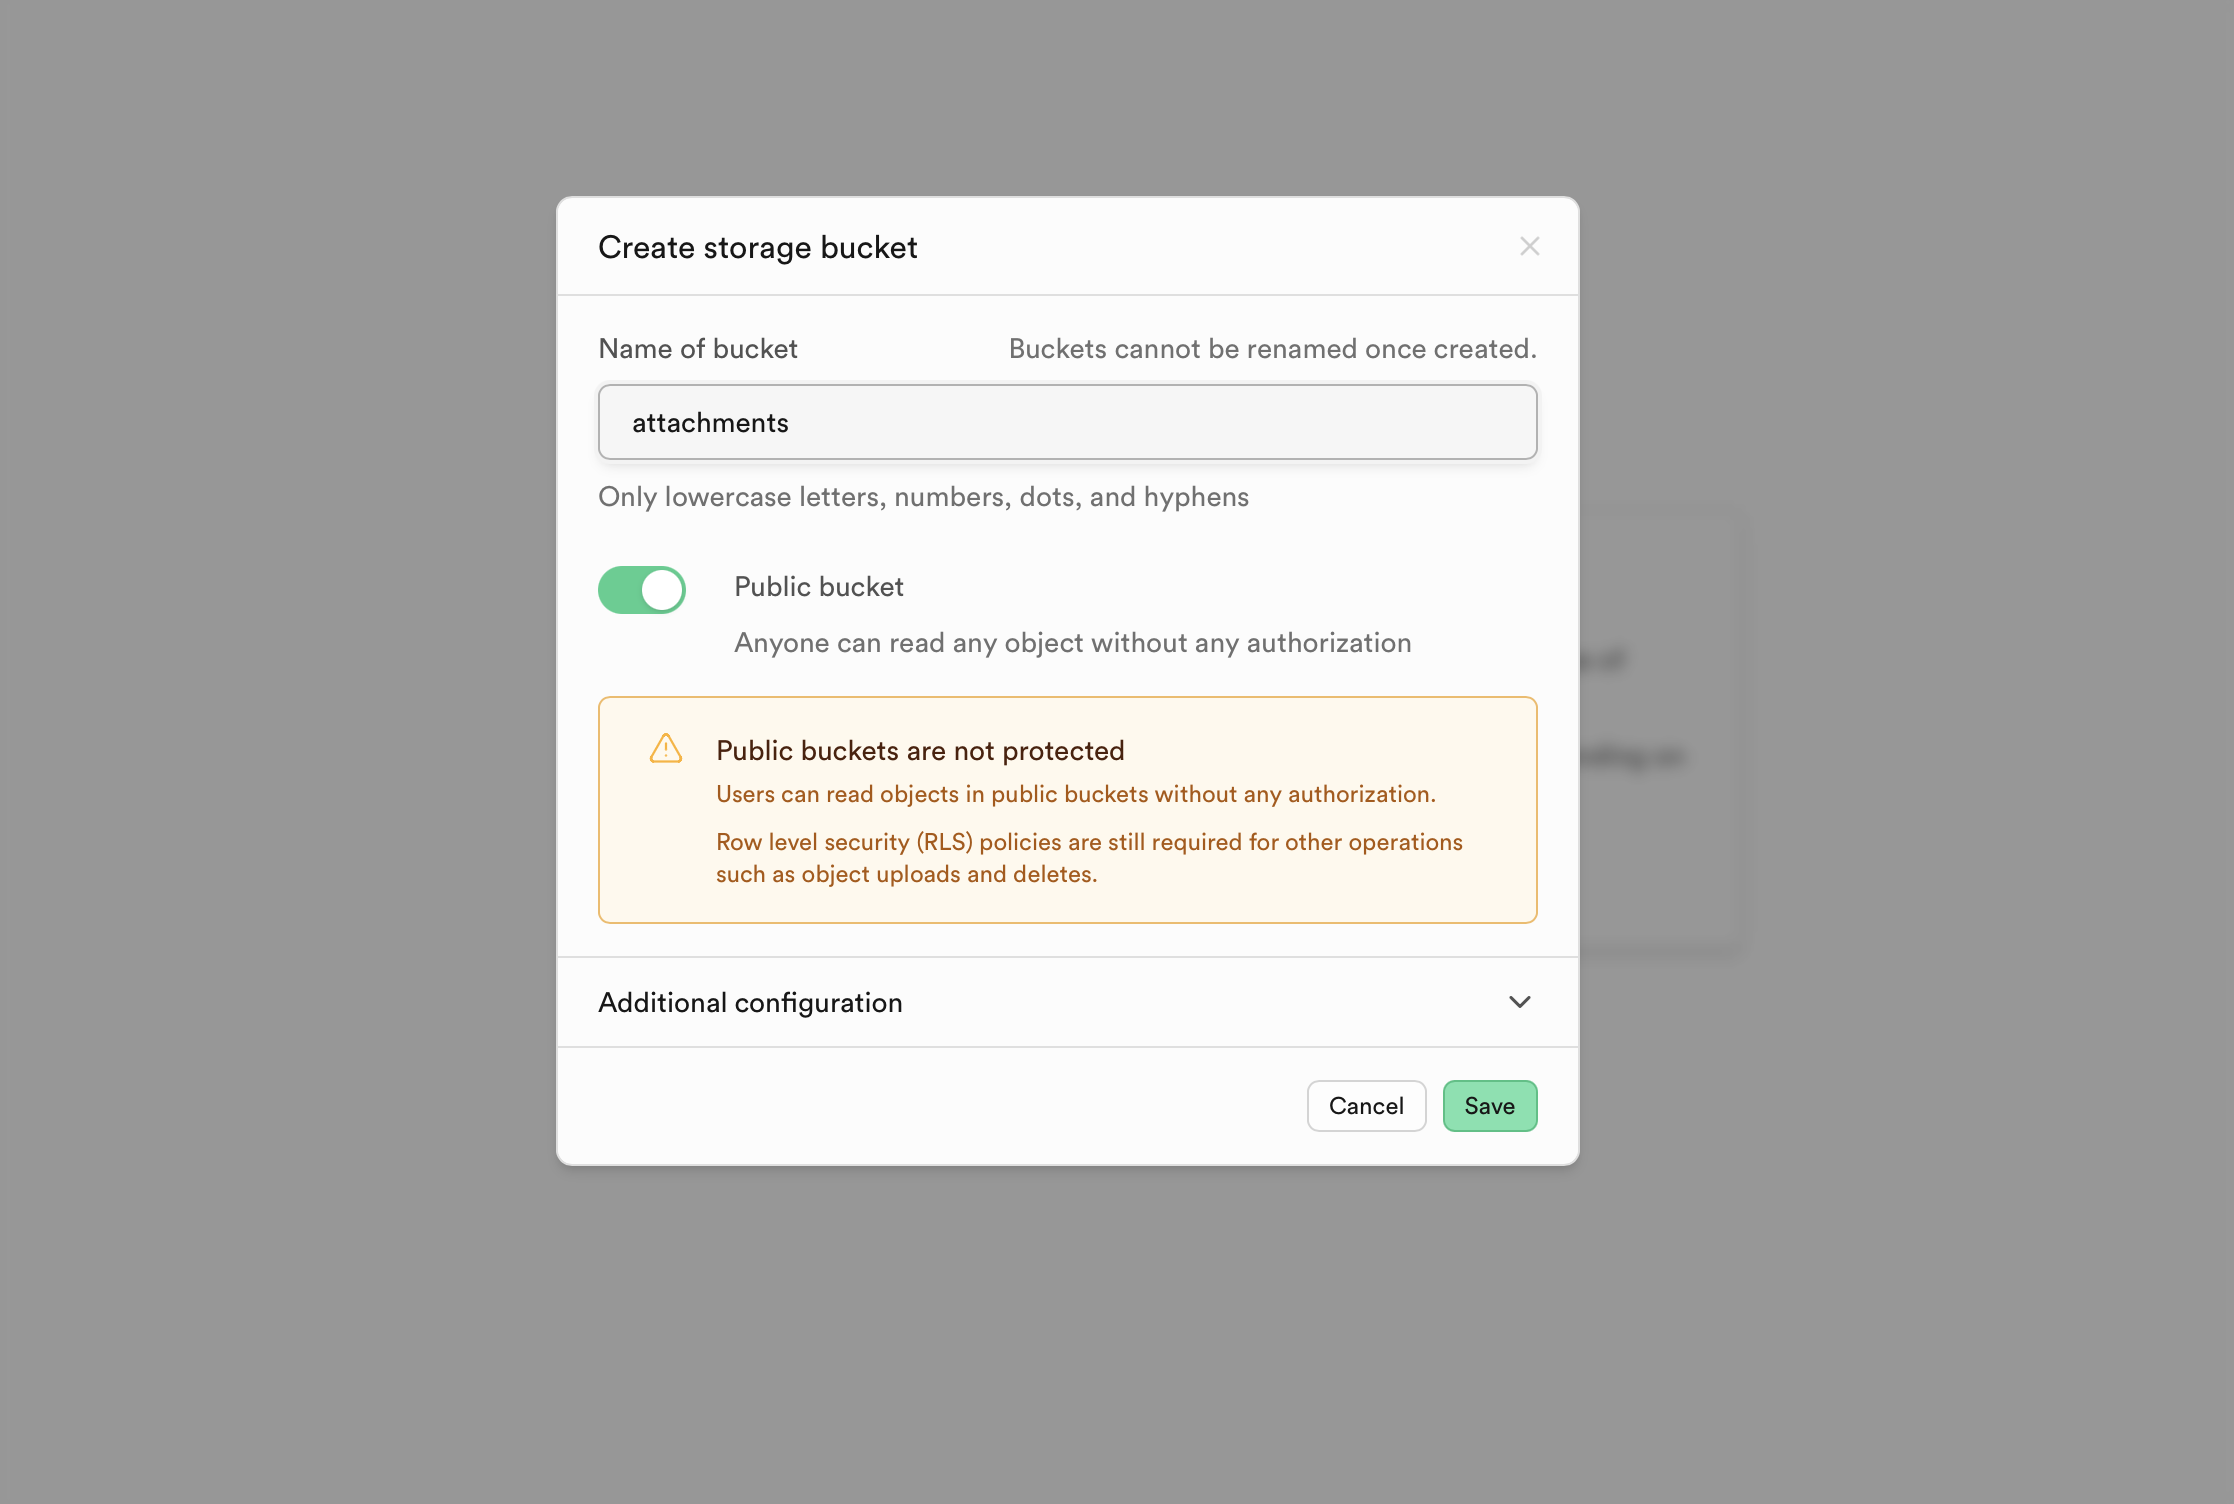 Create storage bucket
Name of bucket
Buckets cannot be renamed once created.
attachments
Only lowercase letters, numbers, dots, and hyphens
Public bucket
Anyone can read any object without any authorization
Public buckets are not protected
Users can read objects in public buckets without any authorization.
Row level security (RLS) policies are still required for other operations
such as object uploads and deletes.
Additional configuration
Cancel
Save